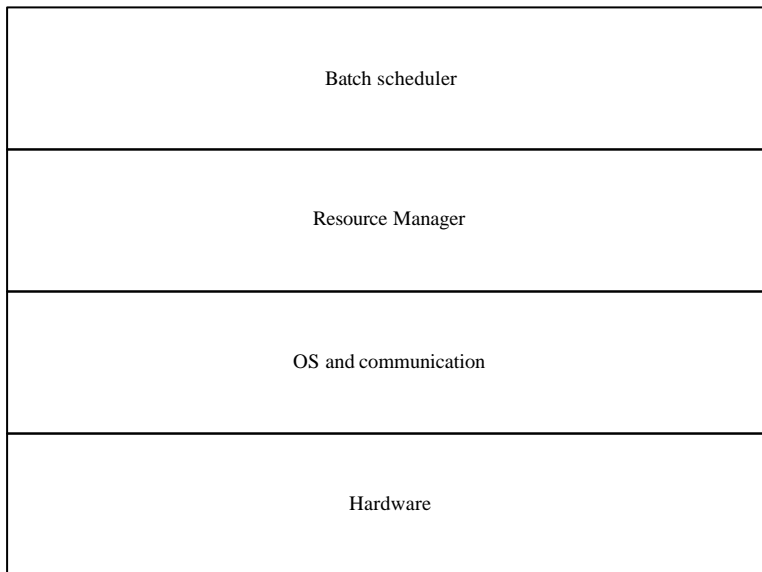 Batch scheduler
Resource Manager
OS and communication
Hardware